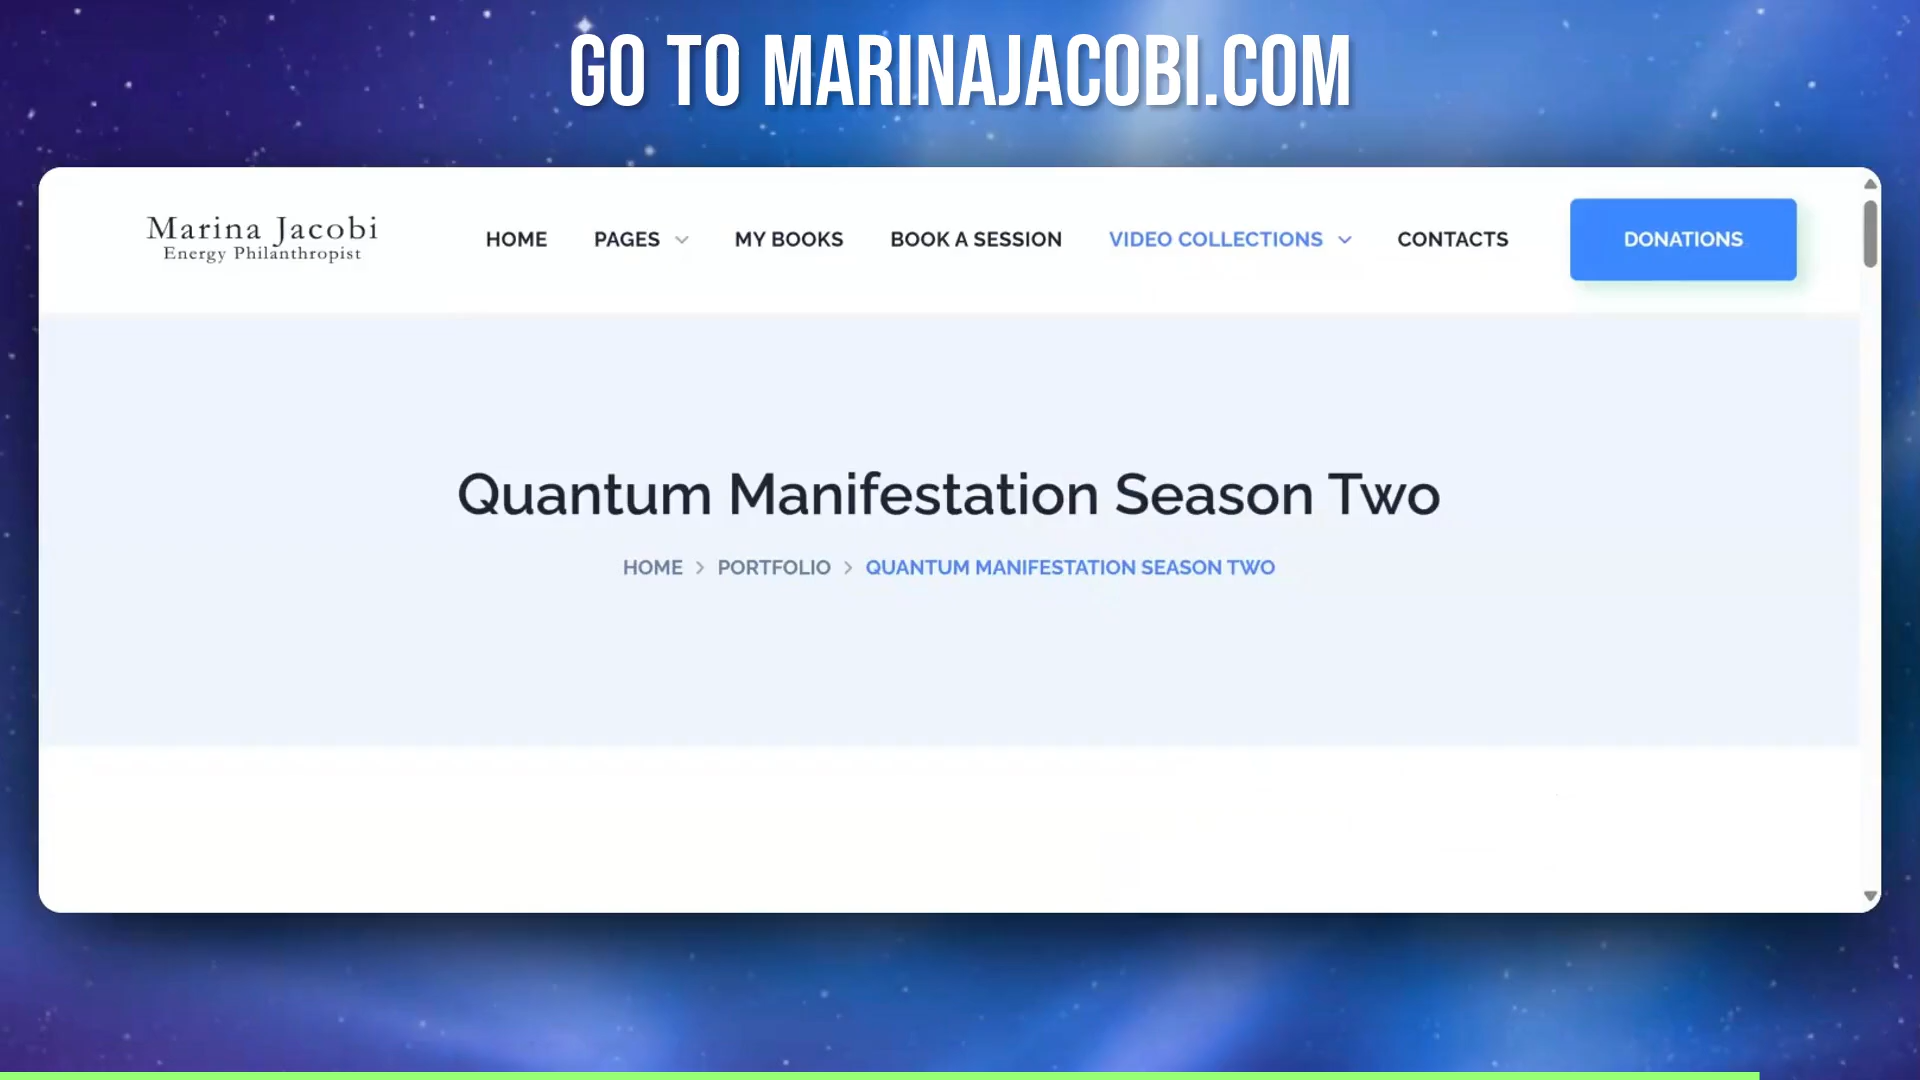 GO TO MARINAJACOBI.COM
Marina Jacobi
Energy Philanthropist
HOME PAGES MY BOOKS BOOK A SESSION VIDEO COLLECTIONS CONTACTS DONATIONS
Quantum Manifestation Season Two
HOME > PORTFOLIO > QUANTUM MANIFESTATION SEASON TWO